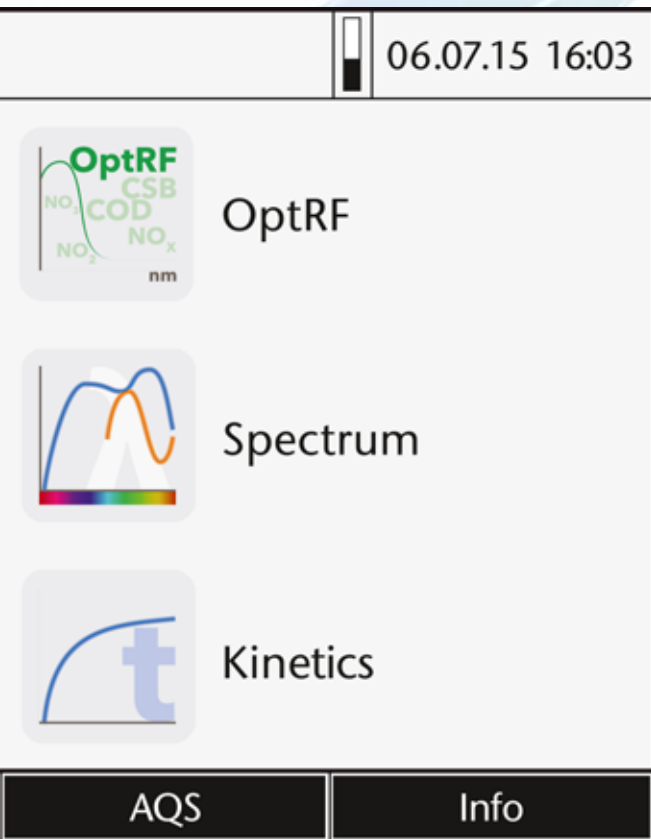 06.07.15 16:03
OptRF
CSB
NO₃ COD
NO₂ NOₓ
nm
OptRF
Spectrum
λ
Kinetics
t
AQS Info